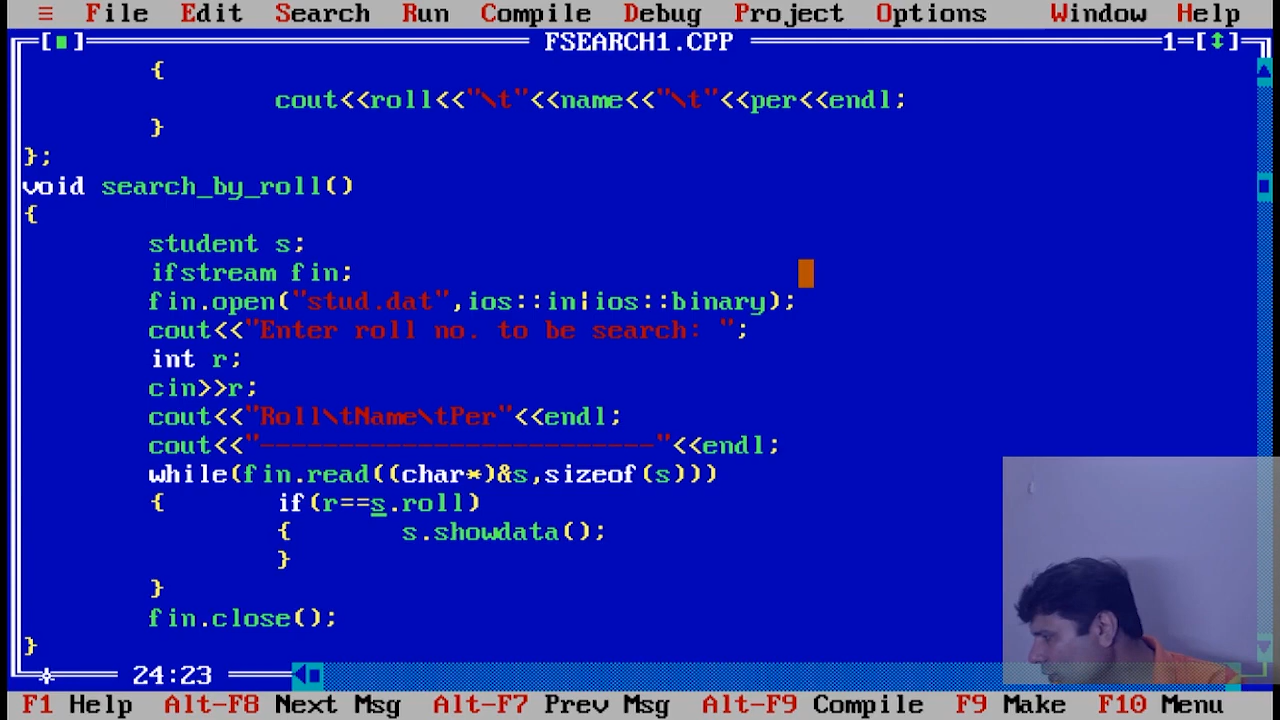 ≡ File Edit Search Run Compile Debug Project Options Window Help
[■] FSEARCH1.CPP 1=[↕]
{
cout<<roll<<"\t"<<name<<"\t"<<per<<endl;
}
};
void search_by_roll()
{
student s;
ifstream fin;
fin.open("stud.dat",ios::in|ios::binary);
cout<<"Enter roll no. to be search: ";
int r;
cin>>r;
cout<<"Roll\tName\tPer"<<endl;
cout<<"-------------------------"<<endl;
while(fin.read((char*)&s,sizeof(s)))
{ if(r==s.roll)
{ s.showdata();
}
}
fin.close();
}
24:23
F1 Help Alt-F8 Next Msg Alt-F7 Prev Msg Alt-F9 Compile F9 Make F10 Menu